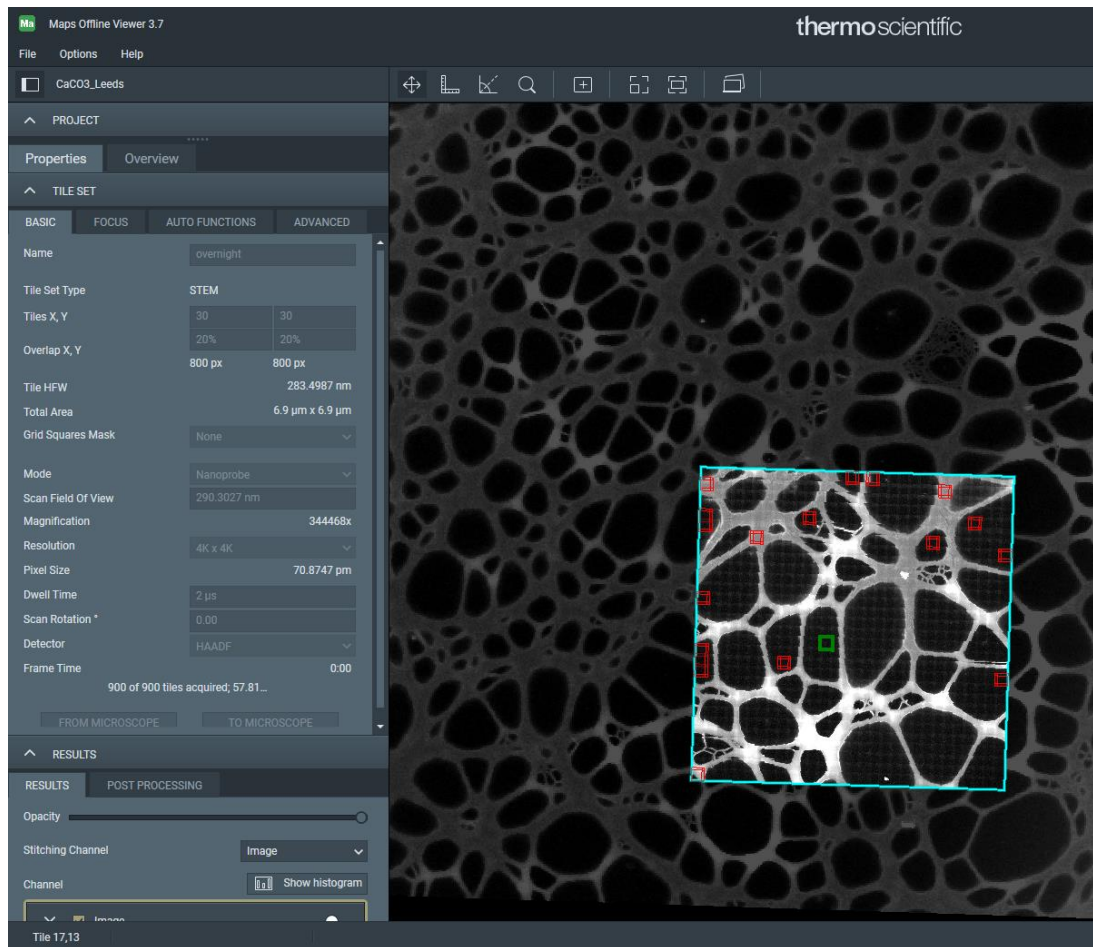 Ma Maps Offline Viewer 3.7
thermoscientific
File Options Help
CaCO3_Leeds
PROJECT
Properties Overview
TILE SET
BASIC FOCUS AUTO FUNCTIONS ADVANCED
Name overnight
Tile Set Type STEM
Tiles X, Y 30 30
Overlap X, Y 20% 20%
800 px 800 px
Tile HFW 283.4987 nm
Total Area 6.9 µm x 6.9 µm
Grid Squares Mask None
Mode Nanoprobe
Scan Field Of View 290.3027 nm
Magnification 344468x
Resolution 4K x 4K
Pixel Size 70.8747 pm
Dwell Time 2 µs
Scan Rotation ° 0.00
Detector HAADF
Frame Time 0:00
900 of 900 tiles acquired; 57.81...
FROM MICROSCOPE TO MICROSCOPE
RESULTS
RESULTS POST PROCESSING
Opacity
Stitching Channel Image
Channel Show histogram
Image
Tile 17,13